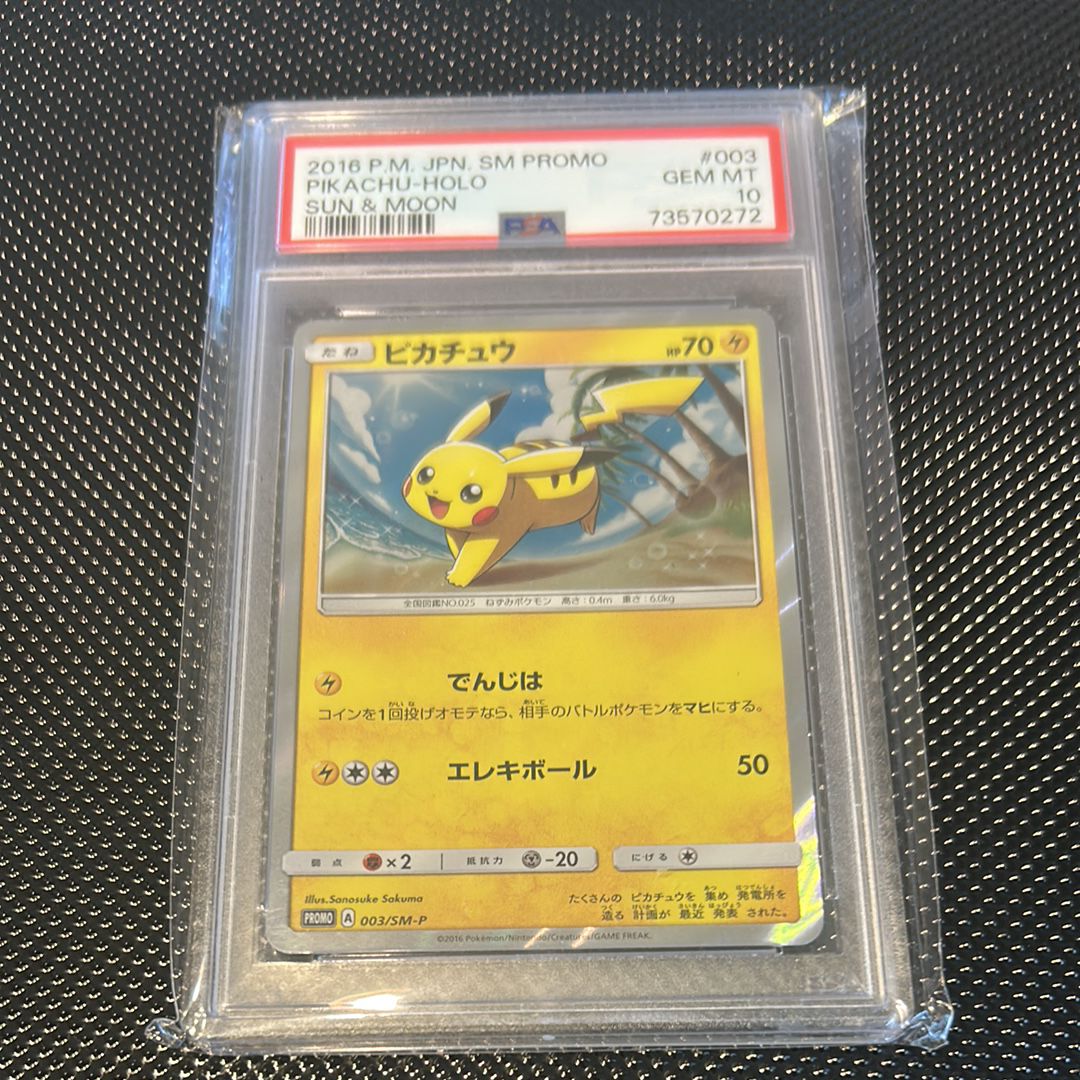 2016 P.M. JPN. SM PROMO #003
PIKACHU-HOLO GEM MT
SUN & MOON 10
73570272
PSA
たね ピカチュウ HP70
全国図鑑NO.025 ねずみポケモン 高さ:0.4m 重さ:6.0kg
でんじは
コインを1回投げオモテなら、相手のバトルポケモンをマヒにする。
エレキボール 50
弱点 ×2 抵抗力 -20 にげる
illus.Sanosuke Sakuma
たくさんの ピカチュウを 集め 発電所を
造る 計画が 最近 発表 された。
PROMO A 003/SM-P
©2016 Pokémon/Nintendo/Creatures/GAME FREAK.